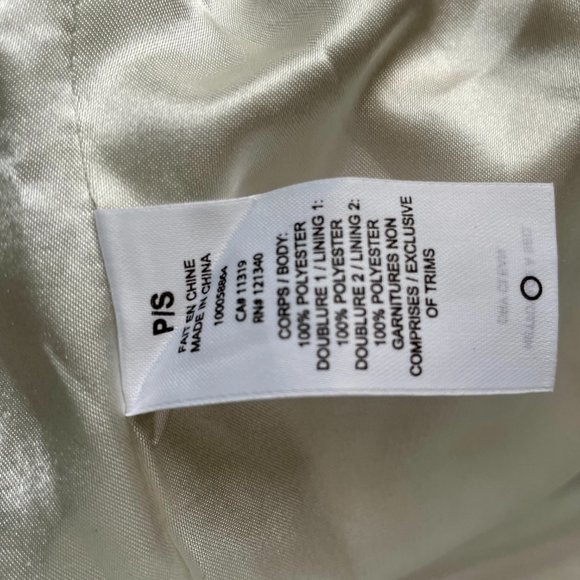 P/S
FAIT EN CHINE
MADE IN CHINA
100058864
CA# 11319
RN# 121340
CORPS / BODY:
100% POLYESTER
DOUBLURE 1 / LINING 1:
100% POLYESTER
DOUBLURE 2 / LINING 2:
100% POLYESTER
GARNITURES NON
COMPRISES / EXCLUSIVE
OF TRIMS